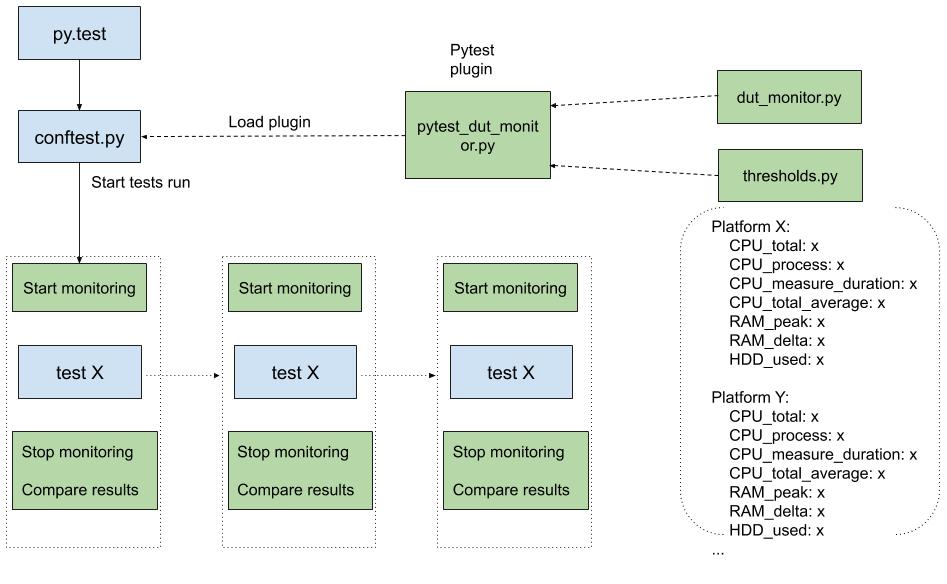 py.test
Pytest
plugin
dut_monitor.py
conftest.py
Load plugin
pytest_dut_monit
or.py
Start tests run
thresholds.py
Start monitoring
Start monitoring
Start monitoring
test X
test X
test X
Stop monitoring
Compare results
Stop monitoring
Compare results
Stop monitoring
Compare results
Platform X:
CPU_total: x
CPU_process: x
CPU_measure_duration: x
CPU_total_average: x
RAM_peak: x
RAM_delta: x
HDD_used: x
Platform Y:
CPU_total: x
CPU_process: x
CPU_measure_duration: x
CPU_total_average: x
RAM_peak: x
RAM_delta: x
HDD_used: x
...